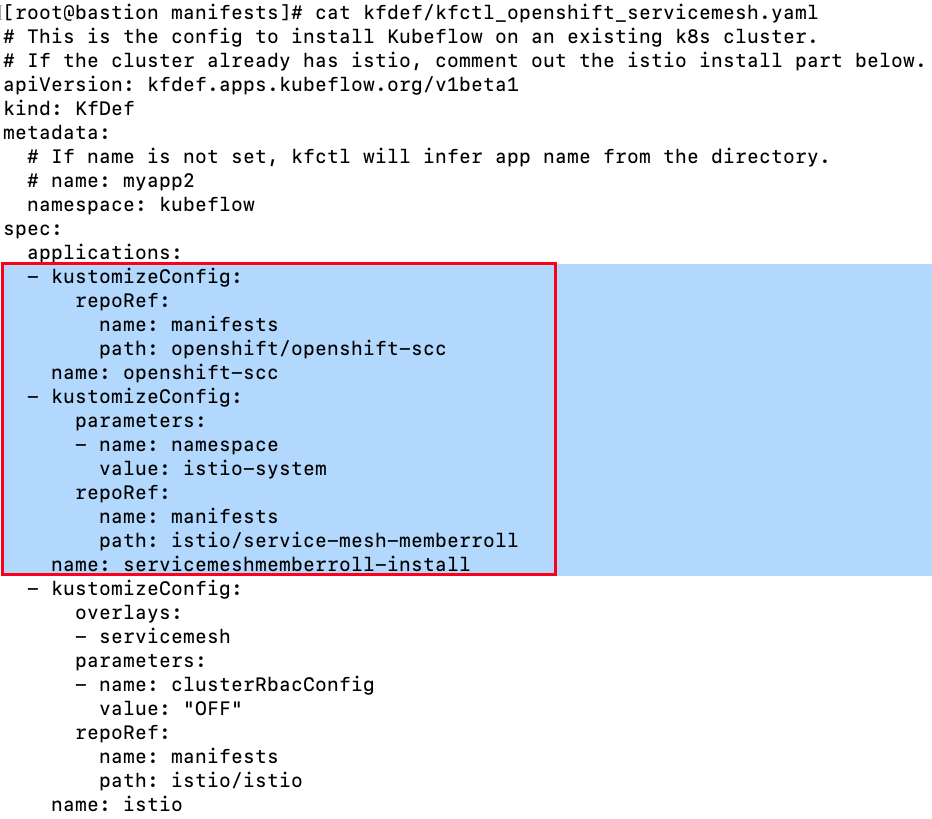 [root@bastion manifests]# cat kfdef/kfctl_openshift_servicemesh.yaml
# This is the config to install Kubeflow on an existing k8s cluster.
# If the cluster already has istio, comment out the istio install part below.
apiVersion: kfdef.apps.kubeflow.org/v1beta1
kind: KfDef
metadata:
  # If name is not set, kfctl will infer app name from the directory.
  # name: myapp2
  namespace: kubeflow
spec:
  applications:
  - kustomizeConfig:
      repoRef:
        name: manifests
        path: openshift/openshift-scc
    name: openshift-scc
  - kustomizeConfig:
      parameters:
      - name: namespace
        value: istio-system
      repoRef:
        name: manifests
        path: istio/service-mesh-memberroll
    name: servicemeshmemberroll-install
  - kustomizeConfig:
      overlays:
      - servicemesh
      parameters:
      - name: clusterRbacConfig
        value: "OFF"
      repoRef:
        name: manifests
        path: istio/istio
    name: istio